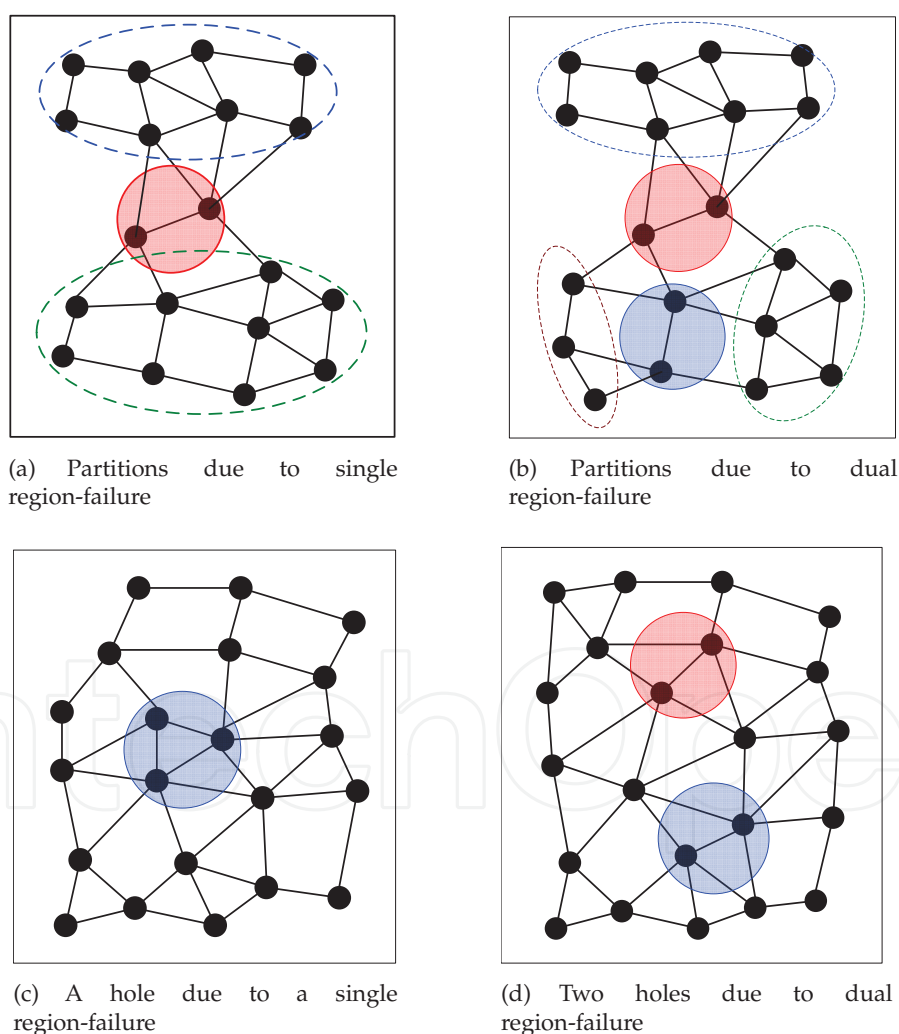 (a) Partitions due to single
region-failure
(b) Partitions due to dual
region-failure
intechOpe
(c) A hole due to a single
region-failure
(d) Two holes due to dual
region-failure